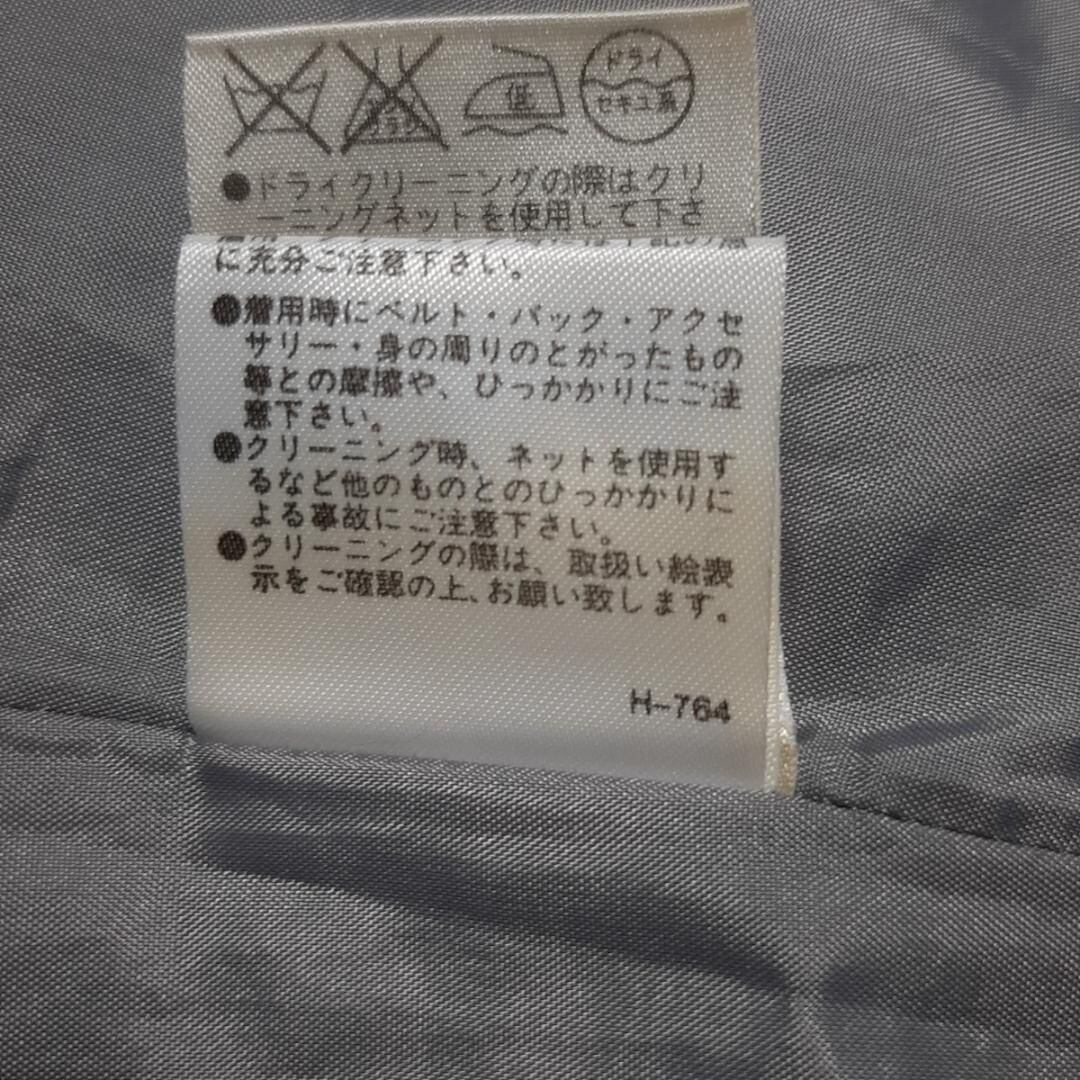 低
ドライ
セキユ系
●ドライクリーニングの際はクリ
ーニングネットを使用して下さ
に充分ご注意下さい。
●着用時にベルト・バック・アクセ
サリー・身の周りのとがったもの
等との摩擦や、ひっかかりにご注
意下さい。
●クリーニング時、ネットを使用す
るなど他のものとのひっかかりに
よる事故にご注意下さい。
●クリーニングの際は、取扱い絵表
示をご確認の上、お願い致します。
H-764